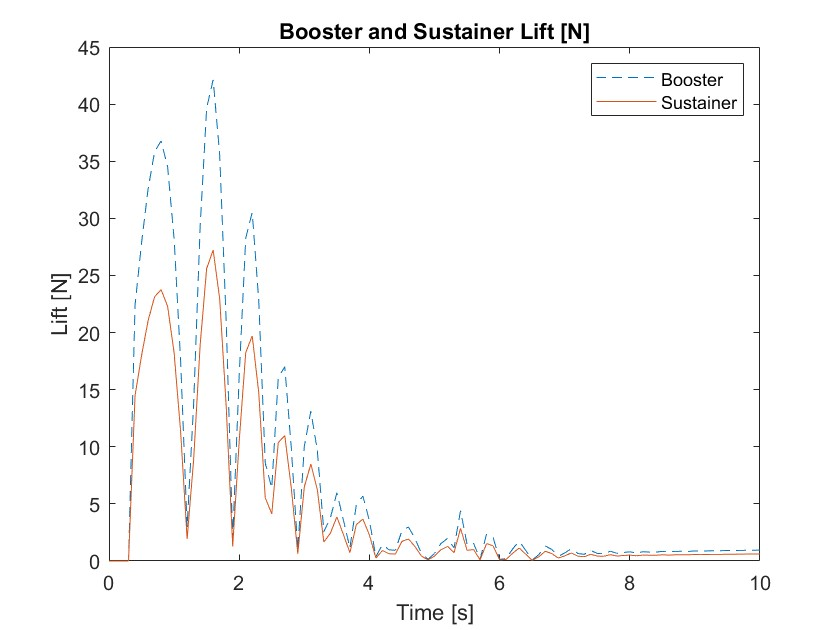 Booster and Sustainer Lift [N]
45
40
35
30
25
20
15
10
5
0
Lift [N]
Booster
Sustainer
0 2 4 6 8 10
Time [s]